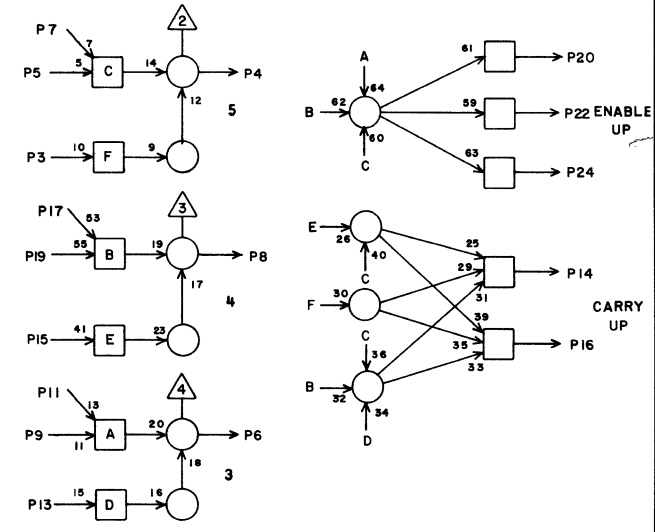 2
P7
7
P5 5 C 14 P4
12
5
P3 10 F 9
3
P17
53
P19 55 B 19 P8
17
4
P15 41 E 23
4
P11
13
P9 11 A 20 P6
18
3
P13 15 D 16
61 P20
A
64
B 62 59 P22 ENABLE
UP
60
C
63 P24
E 26
40
C
25
29
31
P14
F 30
39
CARRY
UP
35
33
P16
C
36
B 32
34
D